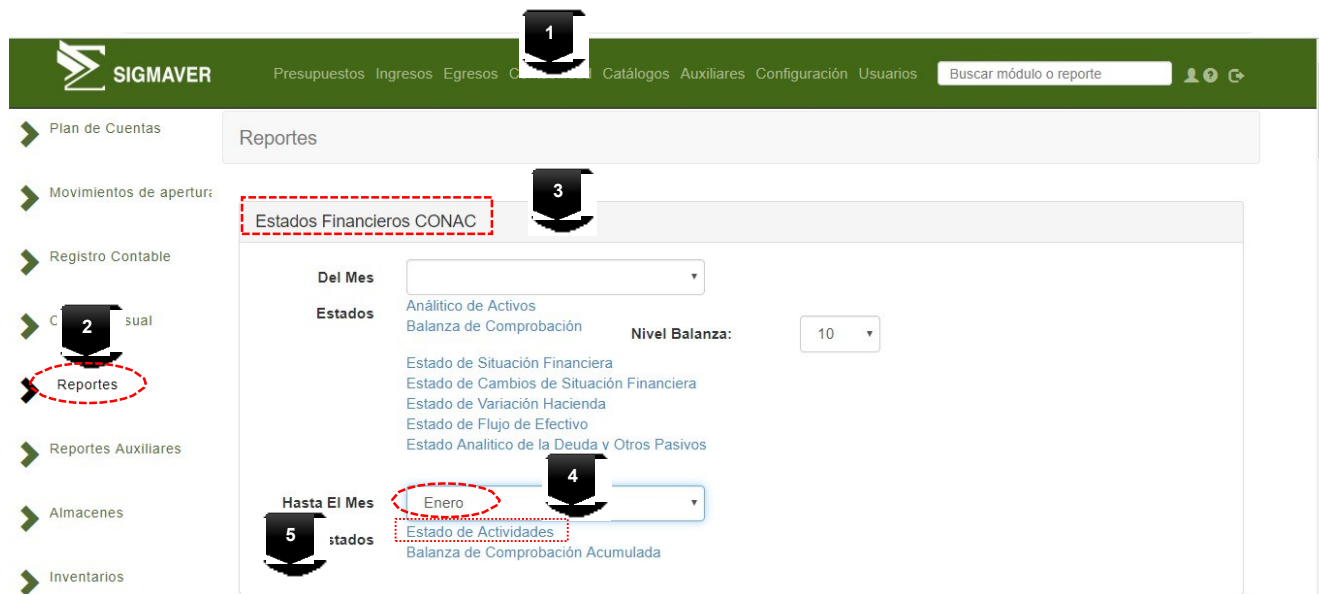 1
SIGMAVER
Presupuestos Ingresos Egresos Catálogos Auxiliares Configuración Usuarios
Buscar módulo o reporte
Plan de Cuentas
Movimientos de apertura
Registro Contable
2
Reportes
Reportes Auxiliares
Almacenes
Inventarios
Reportes
3
Estados Financieros CONAC
Del Mes
Estados
Análitico de Activos
Balanza de Comprobación
Nivel Balanza: 10
Estado de Situación Financiera
Estado de Cambios de Situación Financiera
Estado de Variación Hacienda
Estado de Flujo de Efectivo
Estado Analitico de la Deuda y Otros Pasivos
4
Hasta El Mes
Enero
5
Estado de Actividades
Balanza de Comprobación Acumulada